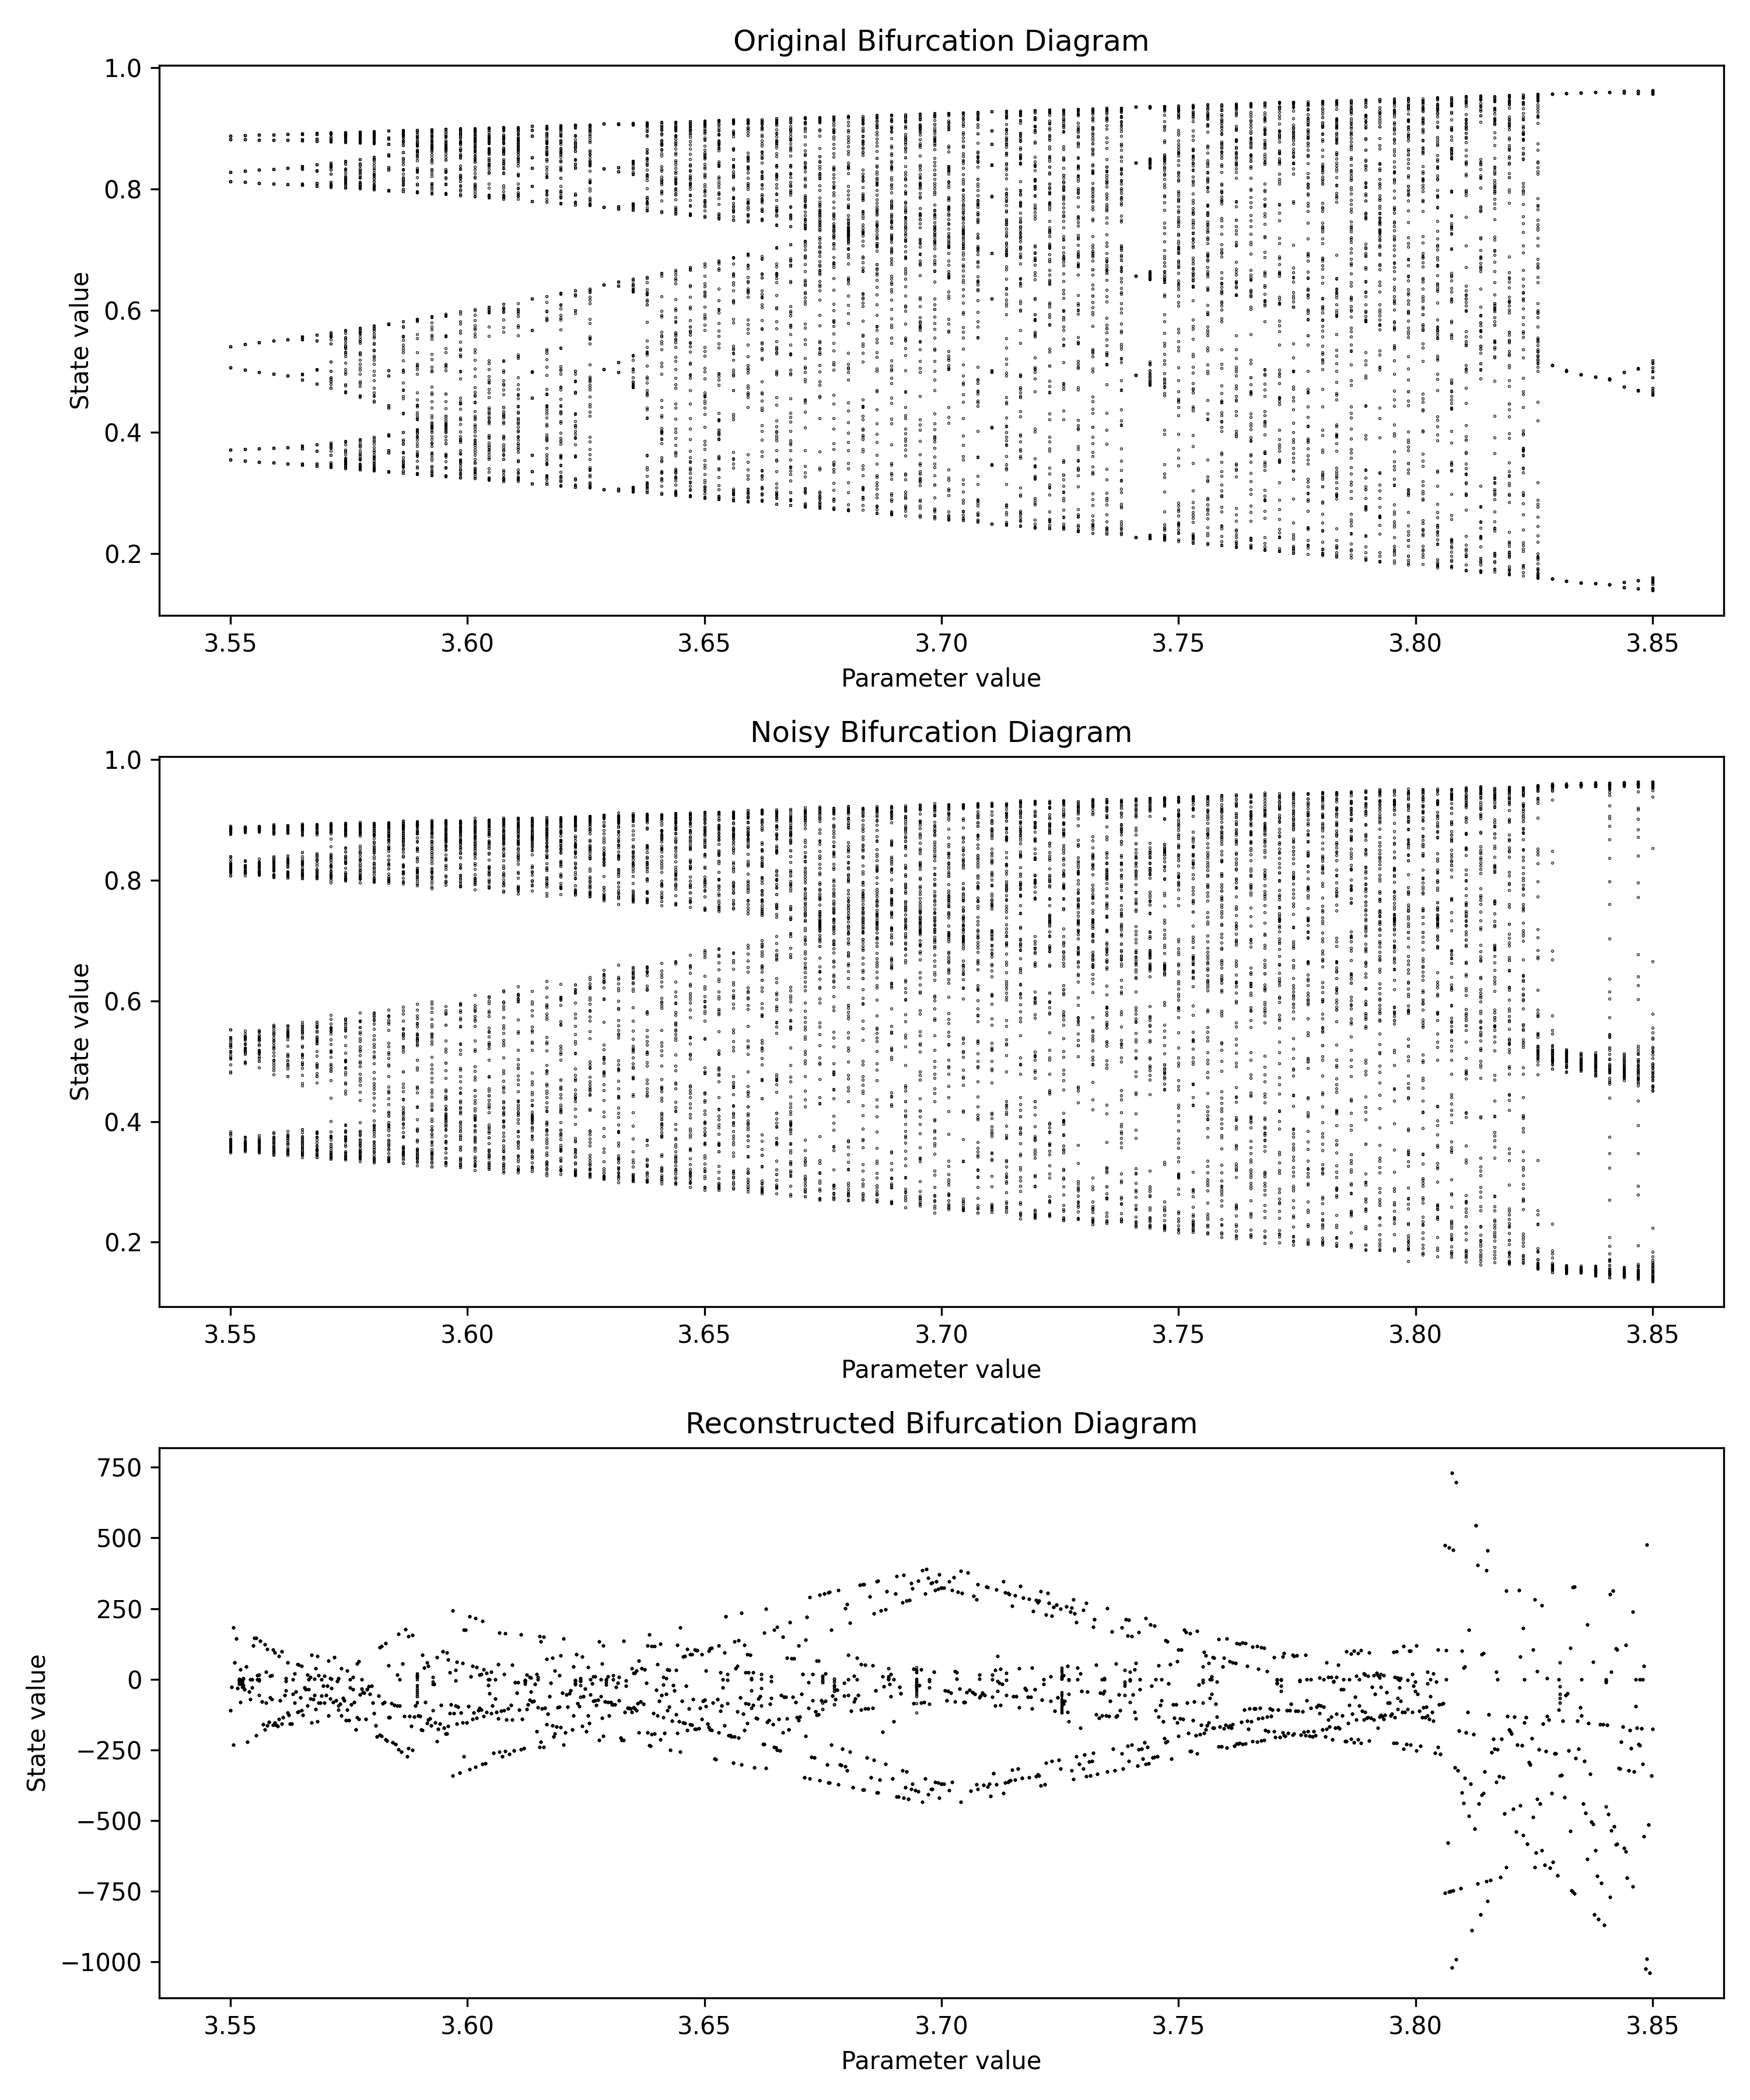 Original Bifurcation Diagram
1.0
0.8
0.6
0.4
0.2
State value
3.55 3.60 3.65 3.70 3.75 3.80 3.85
Parameter value
Noisy Bifurcation Diagram
1.0
0.8
0.6
0.4
0.2
State value
3.55 3.60 3.65 3.70 3.75 3.80 3.85
Parameter value
Reconstructed Bifurcation Diagram
750
500
250
0
−250
−500
−750
−1000
State value
3.55 3.60 3.65 3.70 3.75 3.80 3.85
Parameter value